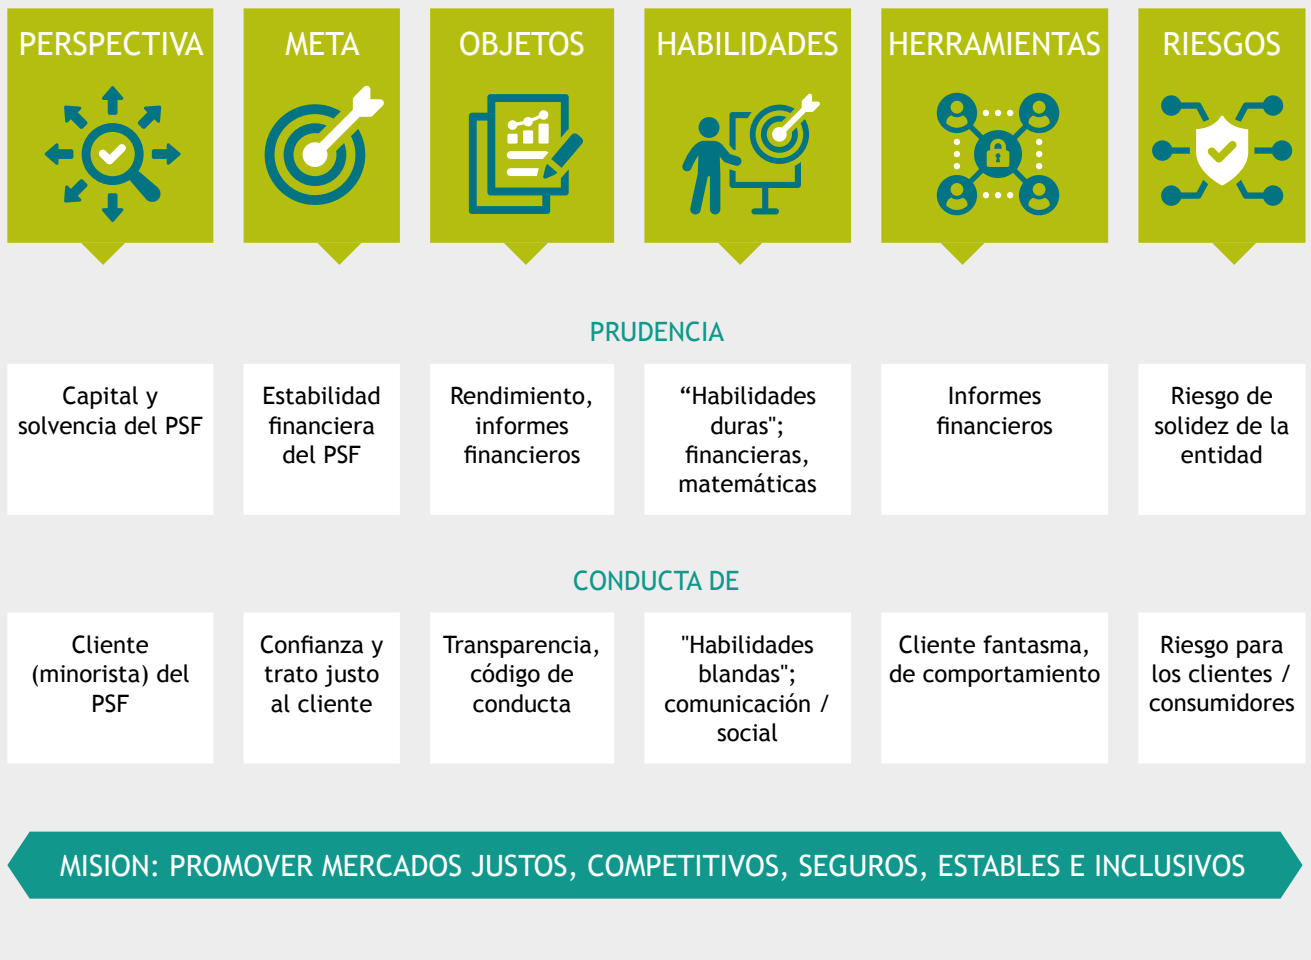 PERSPECTIVA
META
OBJETOS
HABILIDADES
HERRAMIENTAS
RIESGOS
PRUDENCIA
Capital y
solvencia del PSF
Estabilidad
financiera
del PSF
Rendimiento,
informes
financieros
“Habilidades
duras";
financieras,
matemáticas
Informes
financieros
Riesgo de
solidez de la
entidad
CONDUCTA DE
Cliente
(minorista) del
PSF
Confianza y
trato justo
al cliente
Transparencia,
código de
conducta
"Habilidades
blandas";
comunicación /
social
Cliente fantasma,
de comportamiento
Riesgo para
los clientes /
consumidores
MISION: PROMOVER MERCADOS JUSTOS, COMPETITIVOS, SEGUROS, ESTABLES E INCLUSIVOS